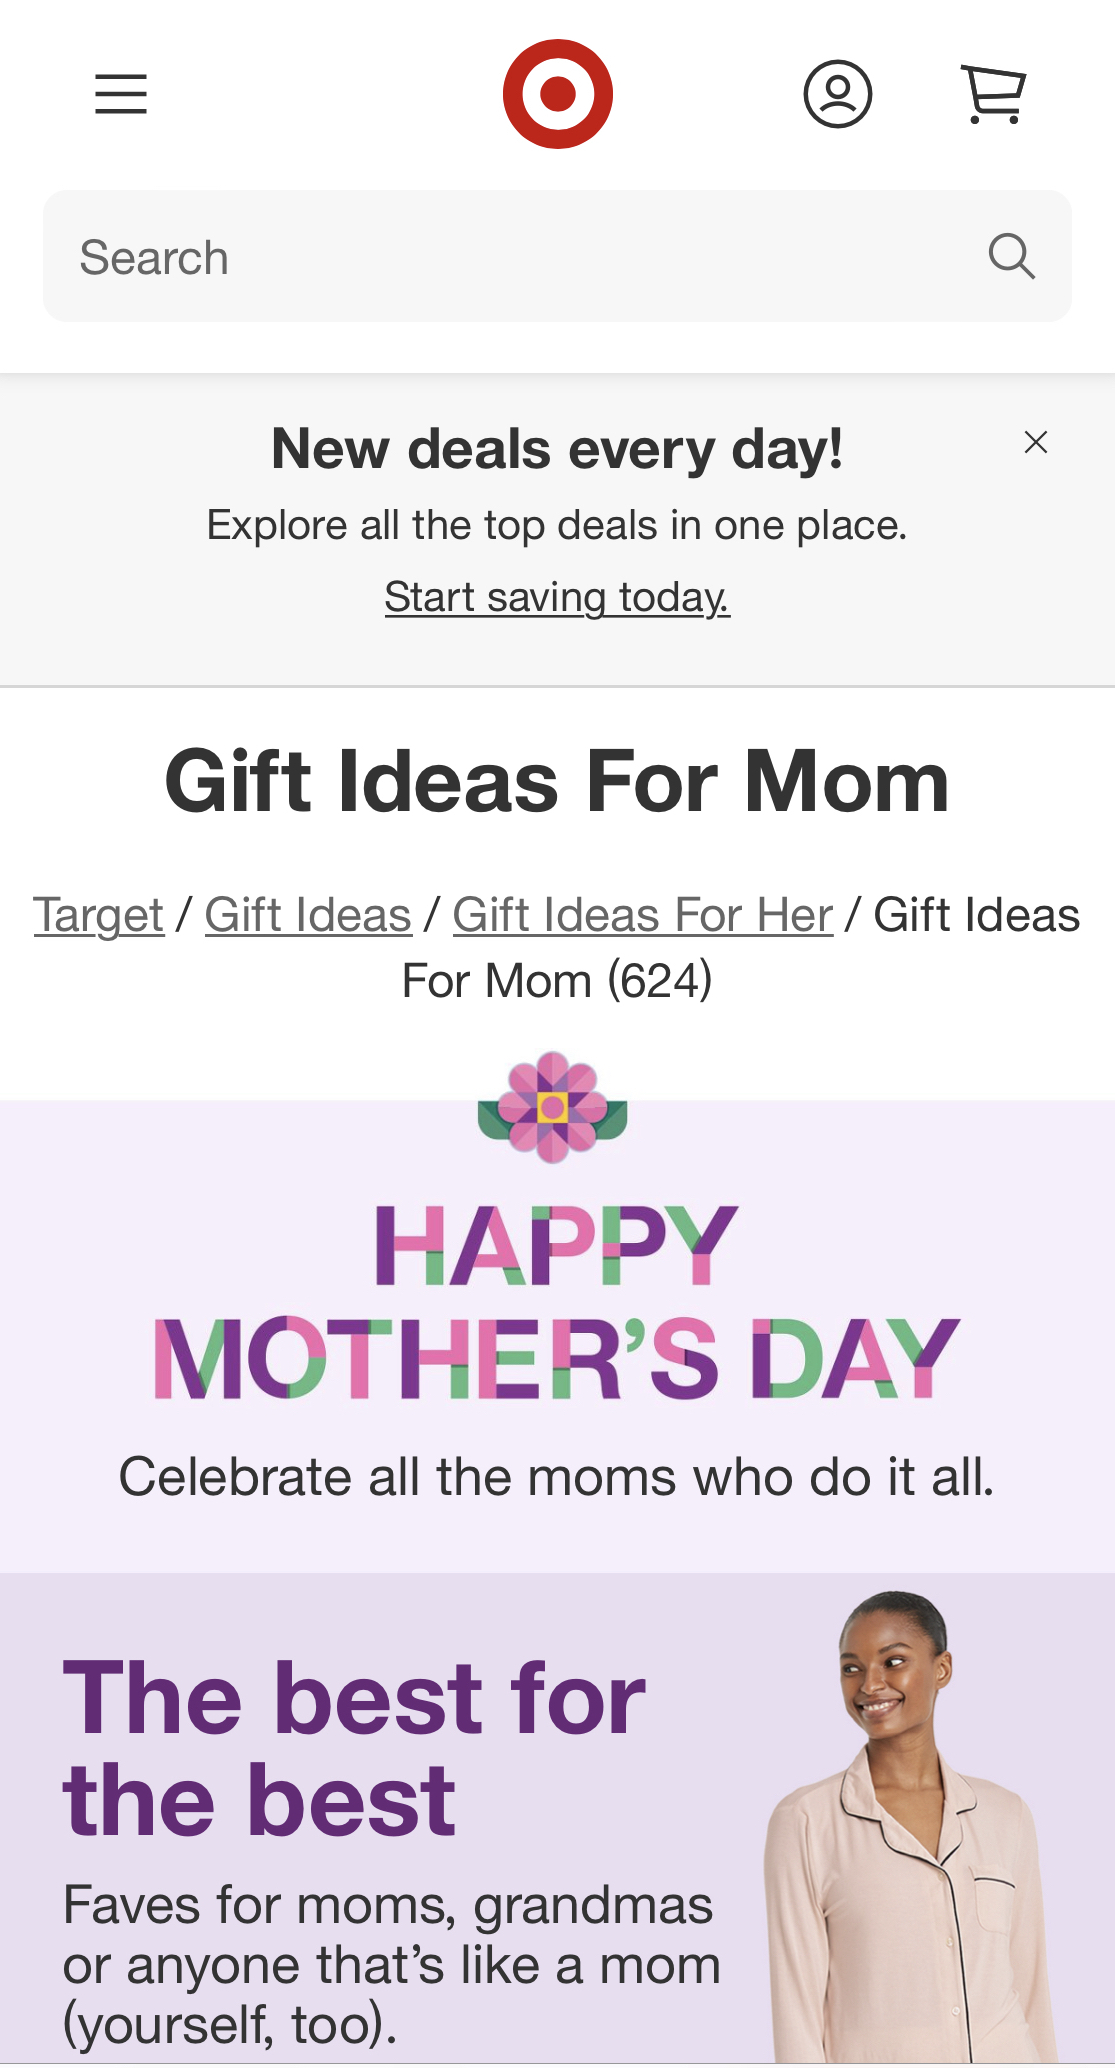 Search
New deals every day!
Explore all the top deals in one place.
Start saving today.
Gift Ideas For Mom
Target / Gift Ideas / Gift Ideas For Her / Gift Ideas
For Mom (624)
HAPPY
MOTHER’S DAY
Celebrate all the moms who do it all.
The best for
the best
Faves for moms, grandmas
or anyone that’s like a mom
(yourself, too).